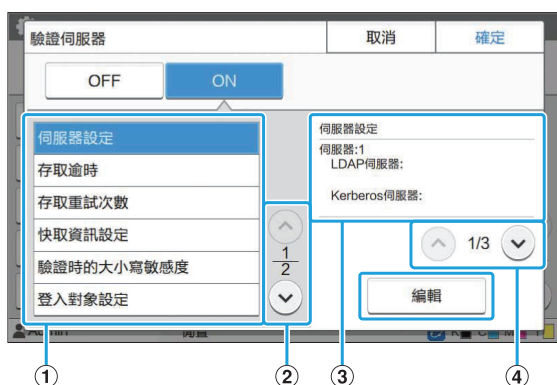 驗證伺服器
取消
確定
OFF
ON
伺服器設定
存取逾時
存取重試次數
快取資訊設定
驗證時的大小寫敏感度
登入對象設定
1
2
伺服器設定
伺服器:1
LDAP伺服器:
Kerberos伺服器:
1/3
編輯
Admin
閒置
K
C
M
Y
①
②
③
④